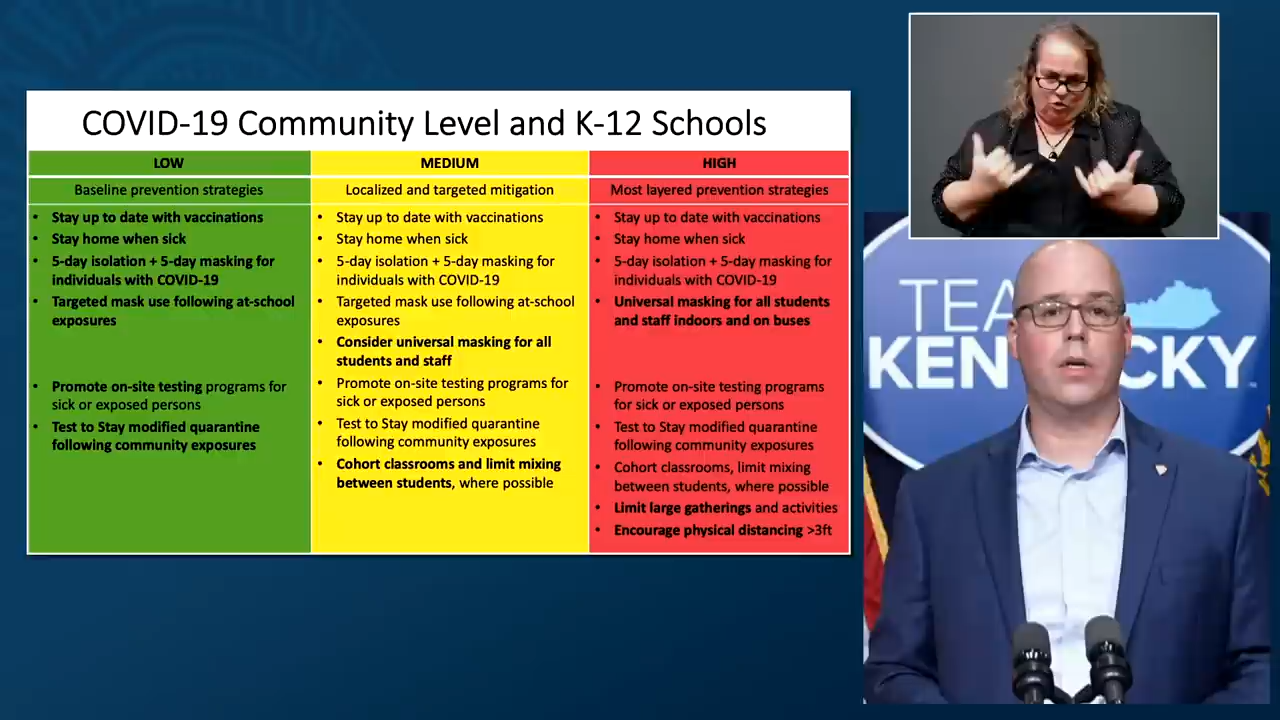 COVID-19 Community Level and K-12 Schools
LOW
Baseline prevention strategies
• Stay up to date with vaccinations
• Stay home when sick
• 5-day isolation + 5-day masking for
individuals with COVID-19
• Targeted mask use following at-school
exposures
• Promote on-site testing programs for
sick or exposed persons
• Test to Stay modified quarantine
following community exposures
MEDIUM
Localized and targeted mitigation
• Stay up to date with vaccinations
• Stay home when sick
• 5-day isolation + 5-day masking for
individuals with COVID-19
• Targeted mask use following at-school
exposures
• Consider universal masking for all
students and staff
• Promote on-site testing programs for
sick or exposed persons
• Test to Stay modified quarantine
following community exposures
• Cohort classrooms and limit mixing
between students, where possible
HIGH
Most layered prevention strategies
• Stay up to date with vaccinations
• Stay home when sick
• 5-day isolation + 5-day masking for
individuals with COVID-19
• Universal masking for all students
and staff indoors and on buses
• Promote on-site testing programs
for sick or exposed persons
• Test to Stay modified quarantine
following community exposures
• Cohort classrooms, limit mixing
between students, where possible
• Limit large gatherings and activities
• Encourage physical distancing >3ft
TEA
KENTUCKY